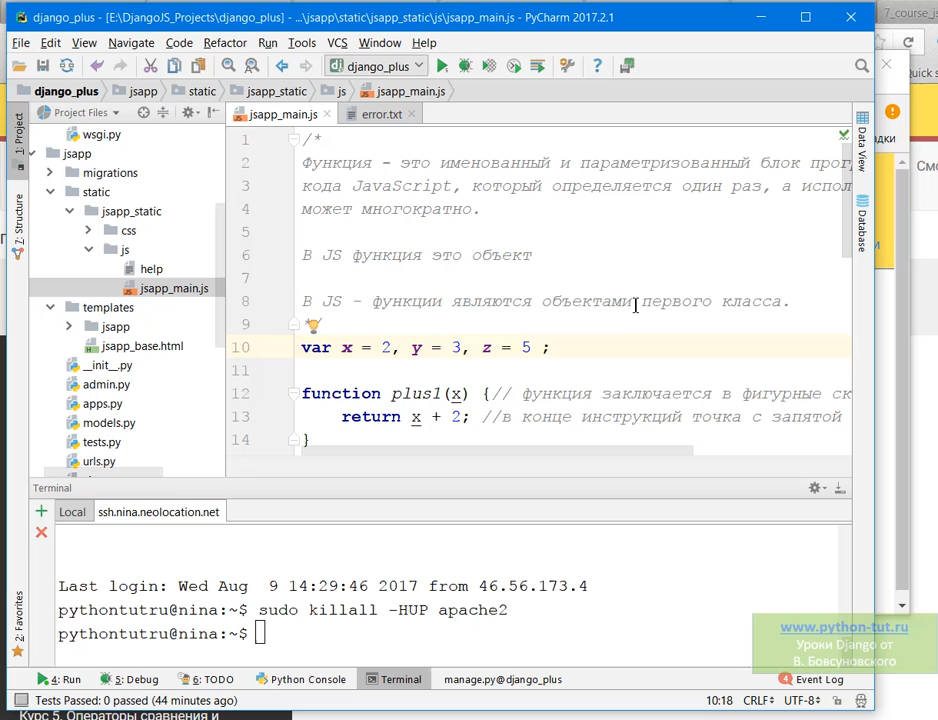 django_plus - [E:\DjangoJS_Projects\django_plus] - ...\jsapp\static\jsapp_static\js\jsapp_main.js - PyCharm 2017.2.1
7_course_js
File Edit View Navigate Code Refactor Run Tools VCS Window Help
django_plus
django_plus jsapp static jsapp_static js jsapp_main.js
Quick s
Project Files
jsapp_main.js error.txt
1: Project
7: Structure
2: Favorites
wsgi.py
jsapp
migrations
static
jsapp_static
css
js
help
jsapp_main.js
templates
jsapp
jsapp_base.html
__init__.py
admin.py
apps.py
models.py
tests.py
urls.py
1 /*
2 Функция - это именованный и параметризованный блок прог
3 кода JavaScript, который определяется один раз, а испол
4 может многократно.
5
6 В JS функция это объект
7
8 В JS - функции являются объектами первого класса.
9 */
10 var x = 2, y = 3, z = 5 ;
11
12 function plus1(x) {// функция заключается в фигурные ск
13 return x + 2; //в конце инструкций точка с запятой
14 }
Data View
Database
дки
Смо
Terminal
Local ssh.nina.neolocation.net
Last login: Wed Aug 9 14:29:46 2017 from 46.56.173.4
pythontutru@nina:~$ sudo killall -HUP apache2
pythontutru@nina:~$
www.python-tut.ru
Уроки Django от
В. Бовсуновского
4: Run 5: Debug 6: TODO Python Console Terminal manage.py@django_plus 4 Event Log
Tests Passed: 0 passed (44 minutes ago) 10:18 CRLF UTF-8
Курс 5. Операторы сравнения и